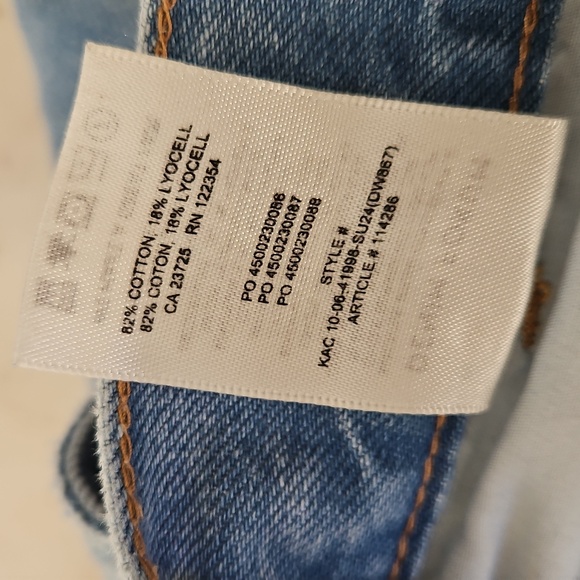 82% COTTON, 18% LYOCELL
82% COTON, 18% LYOCELL
CA 23725 RN 122354
PO 4500230086
PO 4500230087
PO 4500230088
STYLE #
KAC 10-06-41998-SU24(DW867)
ARTICLE # 114286